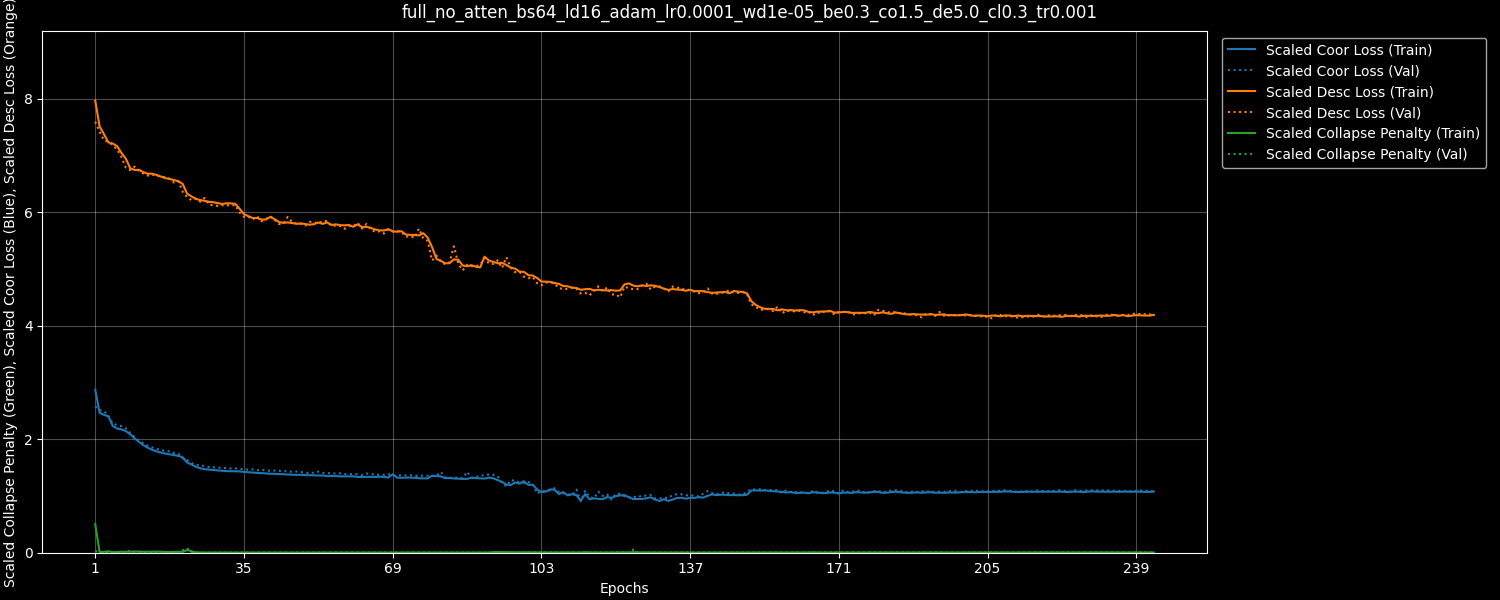 full_no_atten_bs64_ld16_adam_lr0.0001_wd1e-05_be0.3_co1.5_de5.0_cl0.3_tr0.001
Scaled Collapse Penalty (Green), Scaled Coor Loss (Blue), Scaled Desc Loss (Orange)
8
6
4
2
0
1 35 69 103 137 171 205 239
Epochs
Scaled Coor Loss (Train)
Scaled Coor Loss (Val)
Scaled Desc Loss (Train)
Scaled Desc Loss (Val)
Scaled Collapse Penalty (Train)
Scaled Collapse Penalty (Val)